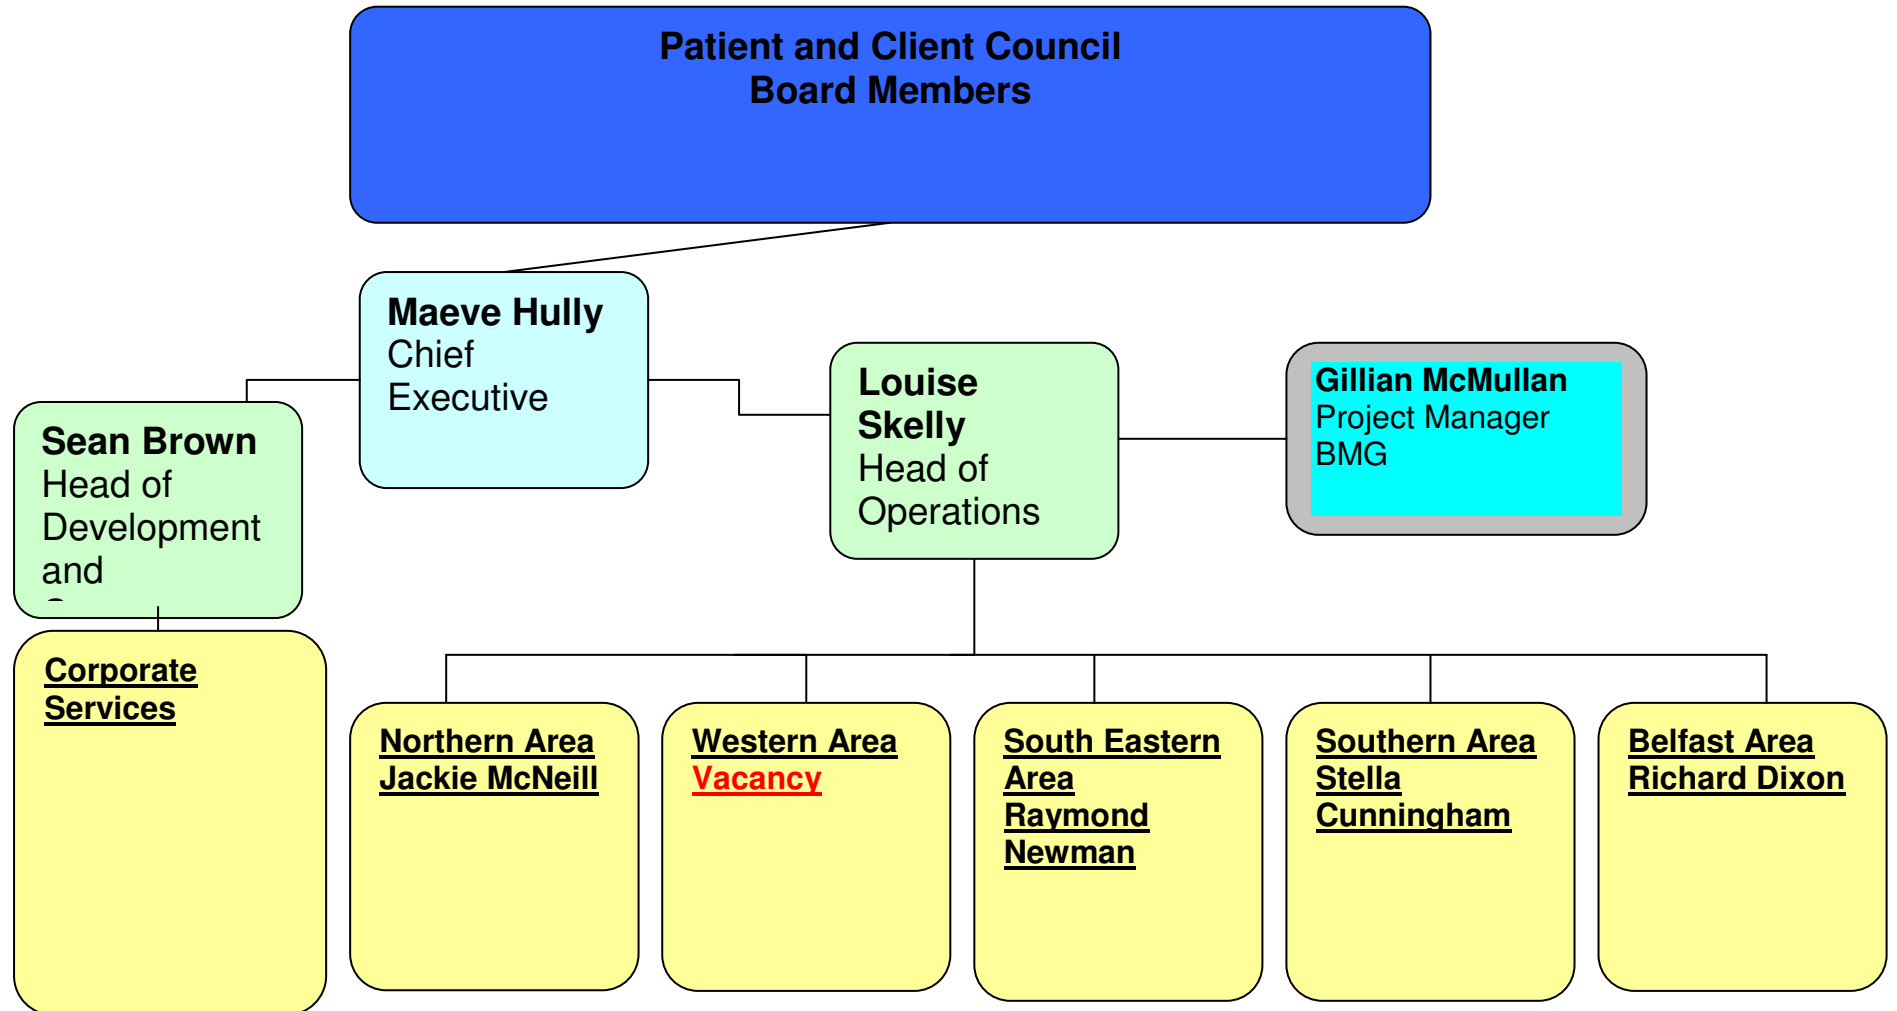 Patient and Client Council
Board Members
Maeve Hully
Chief
Executive
Louise
Skelly
Head of
Operations
Gillian McMullan
Project Manager
BMG
Sean Brown
Head of
Development
and
Corporate
Services
Northern Area
Jackie McNeill
Western Area
Vacancy
South Eastern
Area
Raymond
Newman
Southern Area
Stella
Cunningham
Belfast Area
Richard Dixon